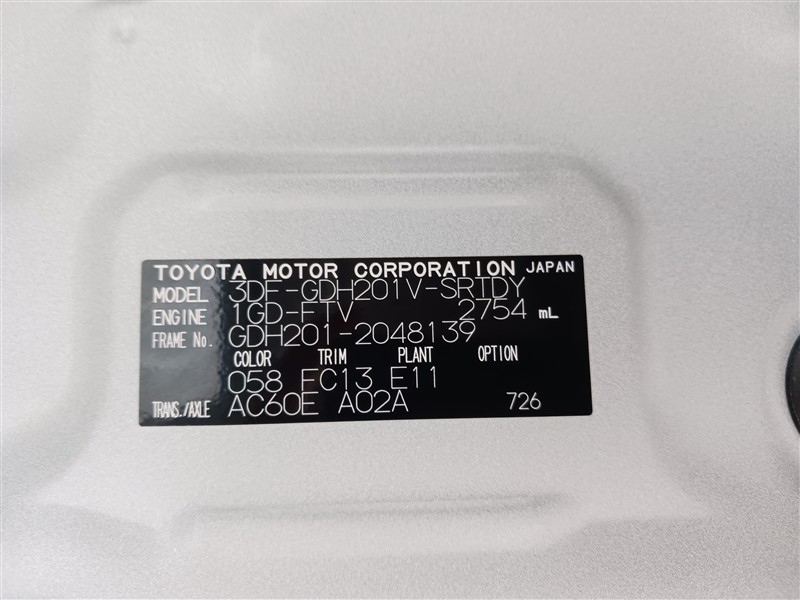 TOYOTA MOTOR CORPORATION JAPAN
MODEL 3DF-GDH201V-SRTDY
ENGINE 1GD-FTV 2754 mL
FRAME No. GDH201-2048139
COLOR TRIM PLANT OPTION
058 FC13 E11
TRANS./AXLE AC60E A02A 726